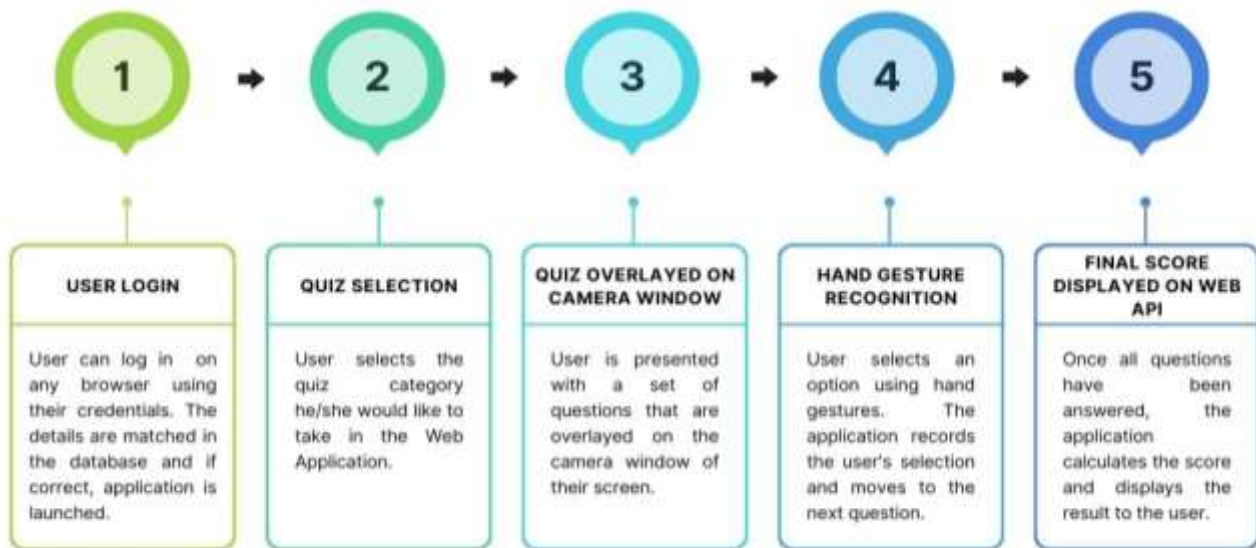 1
2
3
4
5
USER LOGIN
User can log in on
any browser using
their credentials. The
details are matched in
the database and if
correct, application is
launched.
QUIZ SELECTION
User selects the
quiz category
he/she would like to
take in the Web
Application.
QUIZ OVERLAYED ON
CAMERA WINDOW
User is presented
with a set of
questions that are
overlayed on the
camera window of
their screen.
HAND GESTURE
RECOGNITION
User selects an
option using hand
gestures. The
application records
the user's selection
and moves to the
next question.
FINAL SCORE
DISPLAYED ON WEB
API
Once all questions
have been
answered, the
application
calculates the score
and displays the
result to the user.